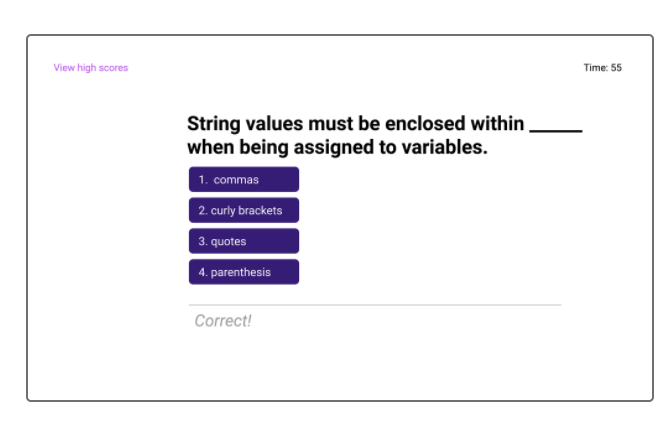 View high scores
Time: 55
String values must be enclosed within _____
when being assigned to variables.
1. commas
2. curly brackets
3. quotes
4. parenthesis
Correct!